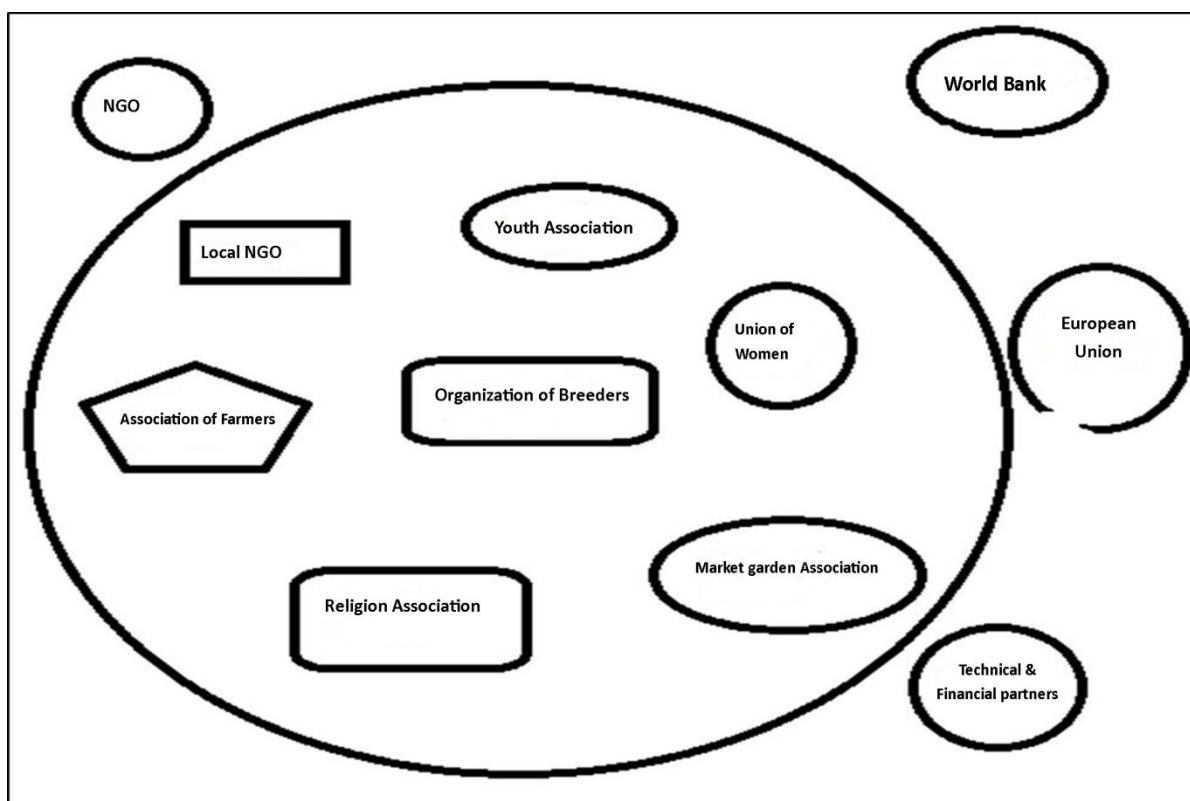 World Bank
NGO
Youth Association
Local NGO
European
Union
Union of
Women
Organization of Breeders
Association of Farmers
Market garden Association
Religion Association
Technical &
Financial partners